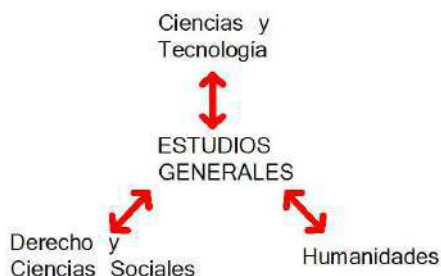 Ciencias y
Tecnología
ESTUDIOS
GENERALES
Derecho y
Ciencias Sociales
Humanidades